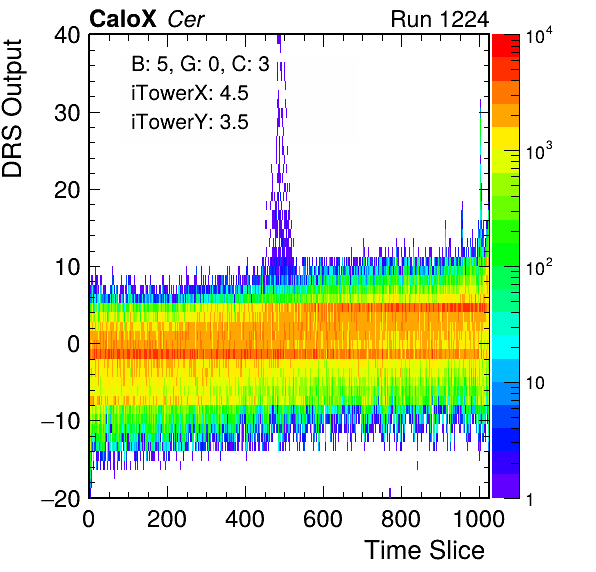 CaloX Cer Run 1224
DRS Output
B: 5, G: 0, C: 3
iTowerX: 4.5
iTowerY: 3.5
40
30
20
10
0
−10
−20
0 200 400 600 800 1000
Time Slice
10^4
10^3
10^2
10
1